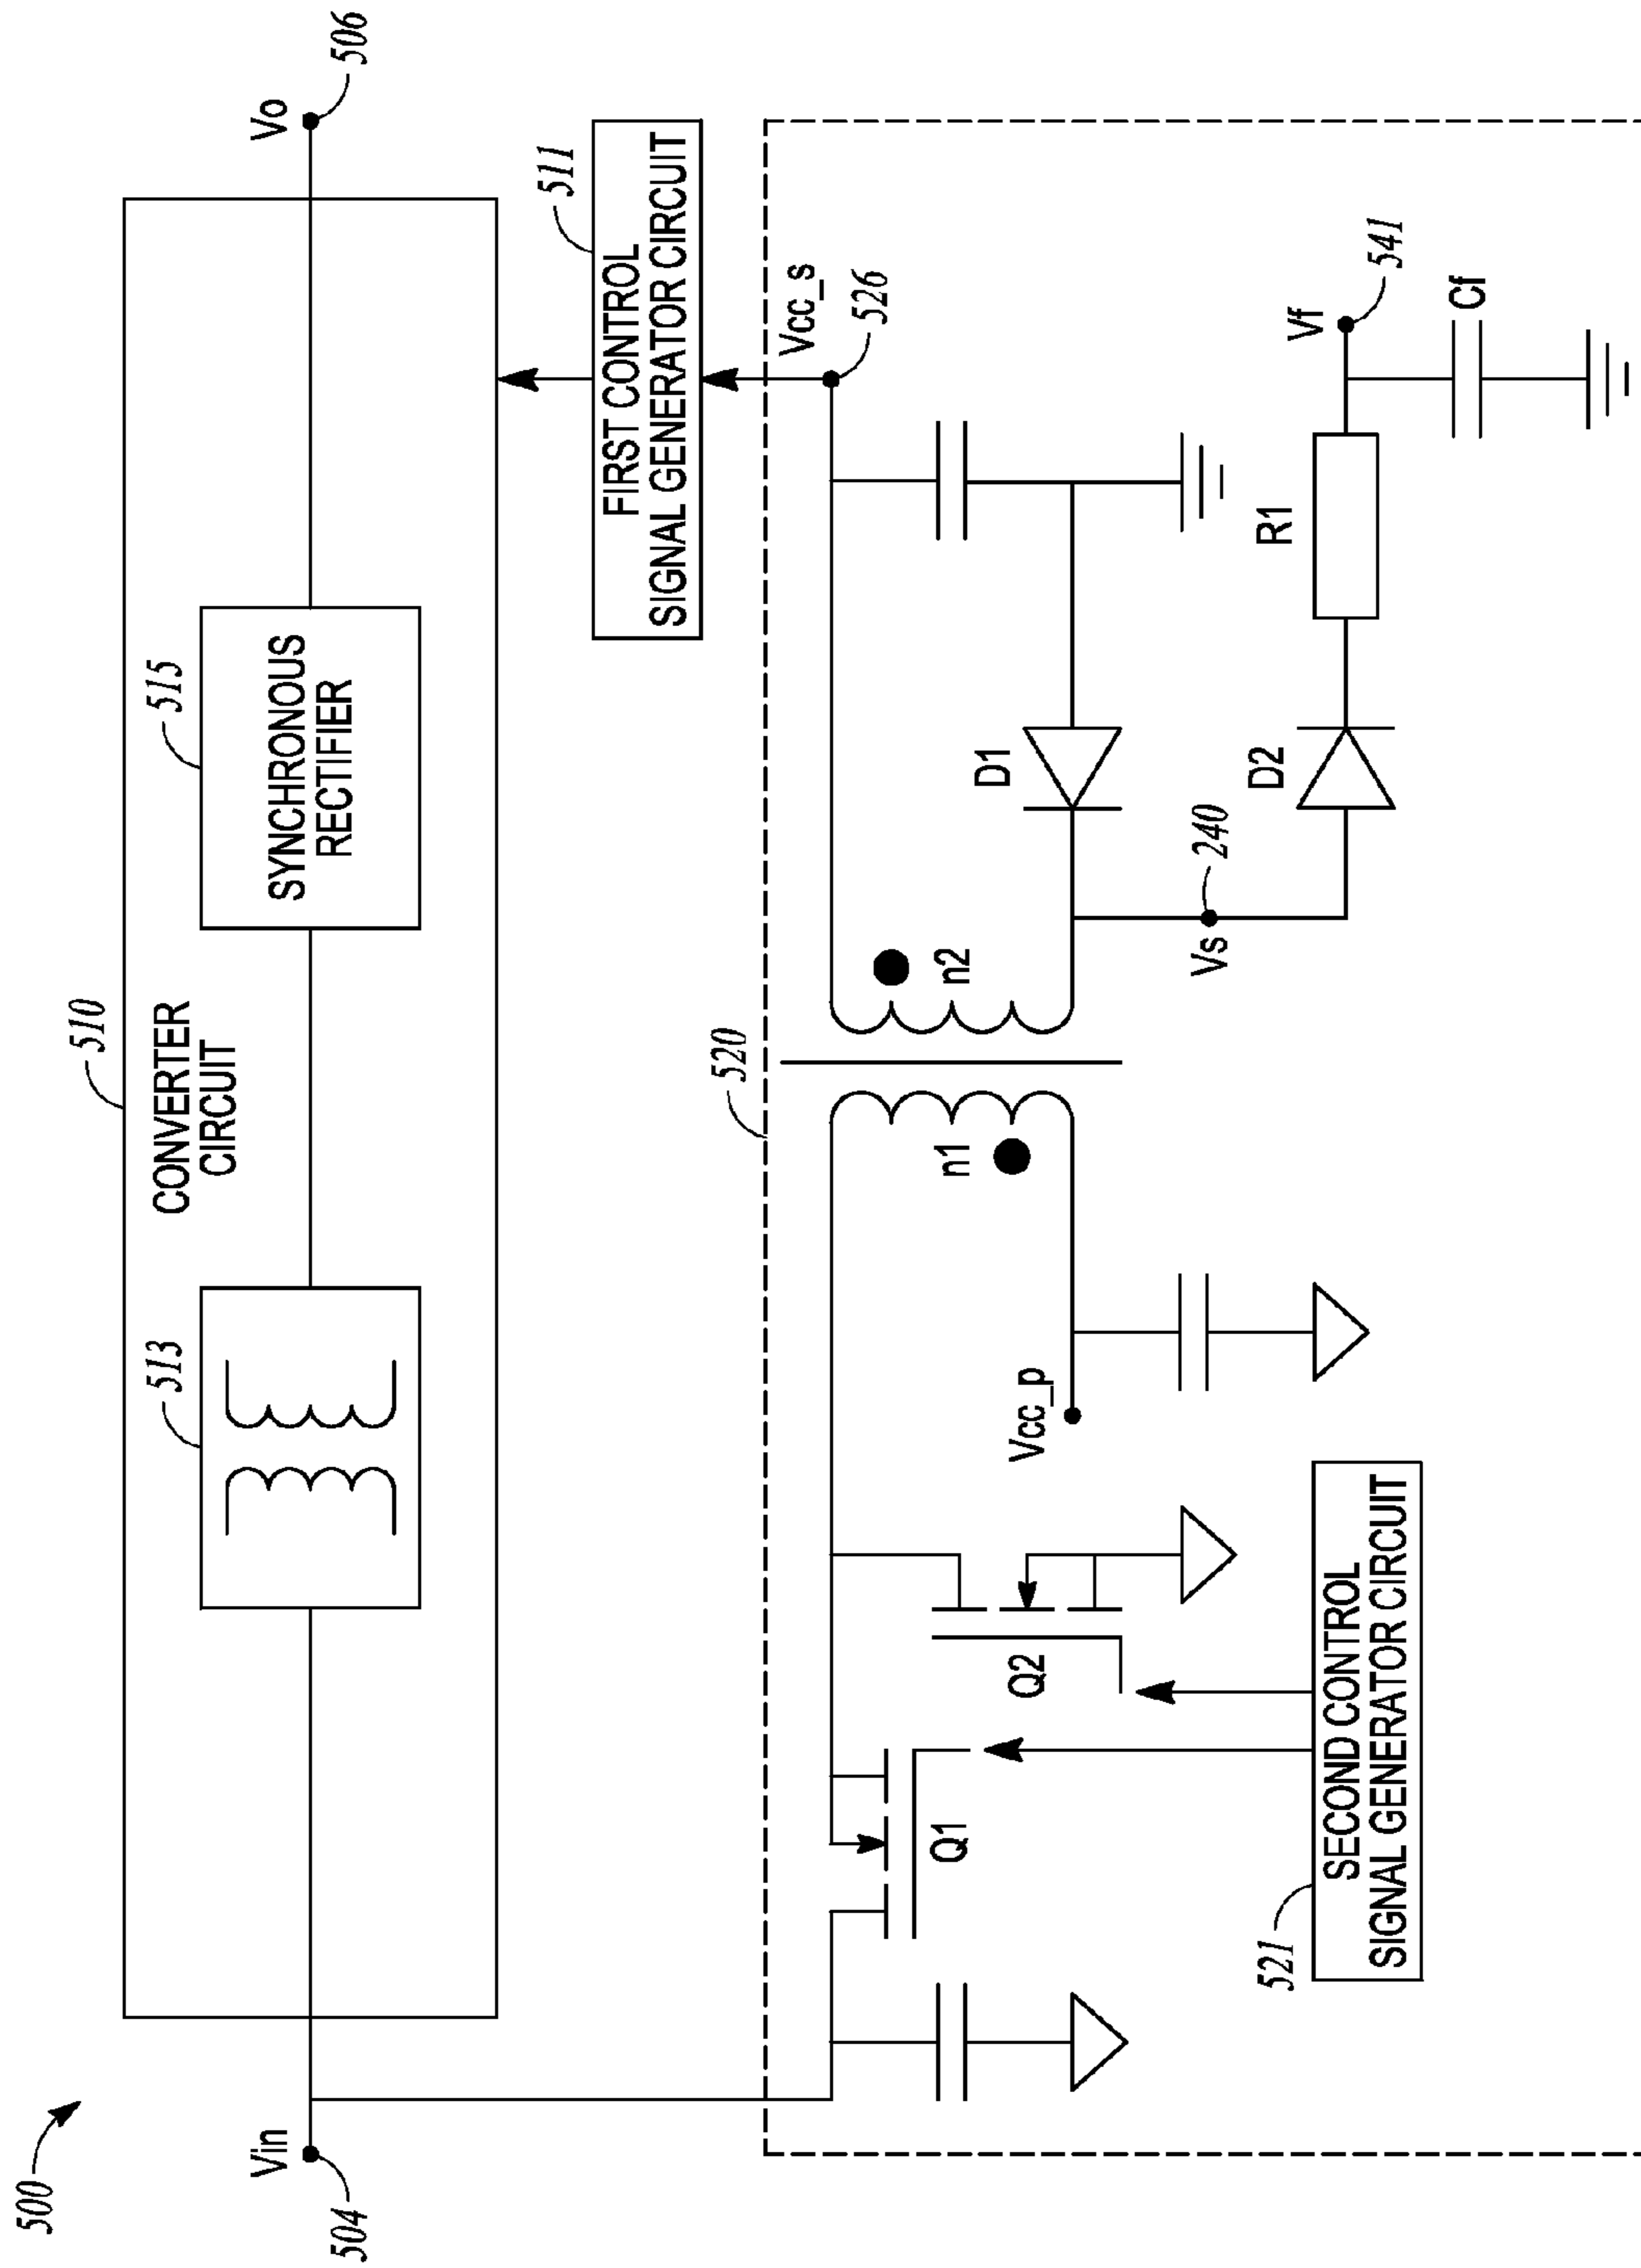 500
510
CONVERTER
CIRCUIT
Vin
504
513
515
SYNCHRONOUS
RECTIFIER
Vo
506
511
FIRST CONTROL
SIGNAL GENERATOR CIRCUIT
520
Vcc_s
526
Q1
Q2
n1
n2
D1
Vcc_p
Vs
240
D2
R1
Vf
541
Cf
521
SECOND CONTROL
SIGNAL GENERATOR CIRCUIT